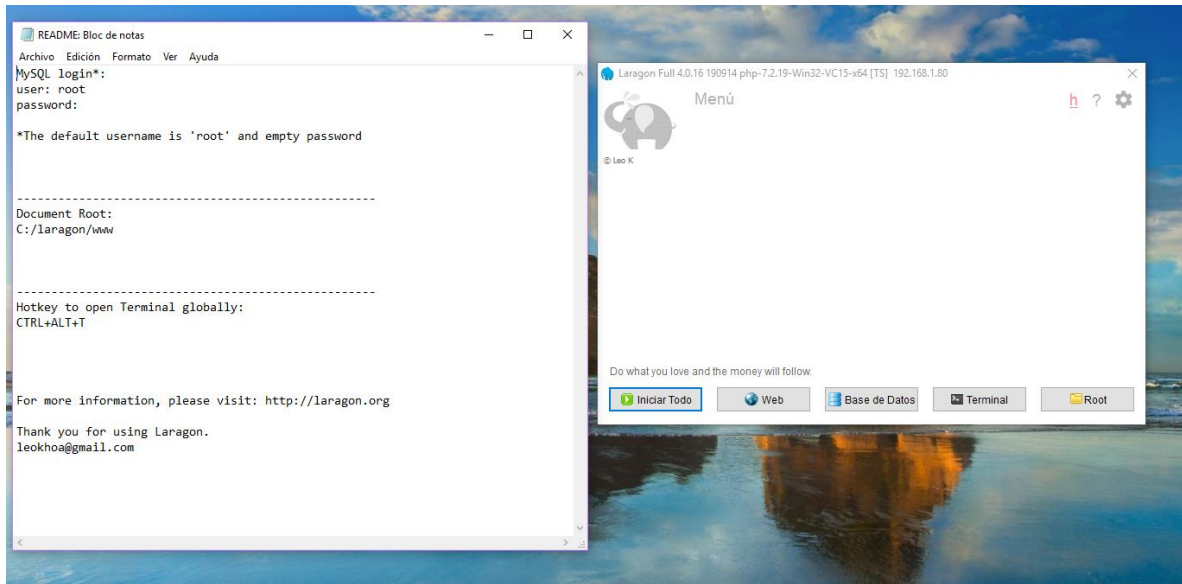 README: Bloc de notas
Archivo Edición Formato Ver Ayuda
MySQL login*:
user: root
password:
*The default username is 'root' and empty password
--------------------------------------------------
Document Root:
C:/laragon/www
--------------------------------------------------
Hotkey to open Terminal globally:
CTRL+ALT+T
For more information, please visit: http://laragon.org
Thank you for using Laragon.
leokhoa@gmail.com
Laragon Full 4.0.16 190914 php-7.2.19-Win32-VC15-x64 [TS] 192.168.1.80
Menú
h ?
© Leo K
Do what you love and the money will follow.
Iniciar Todo Web Base de Datos Terminal Root